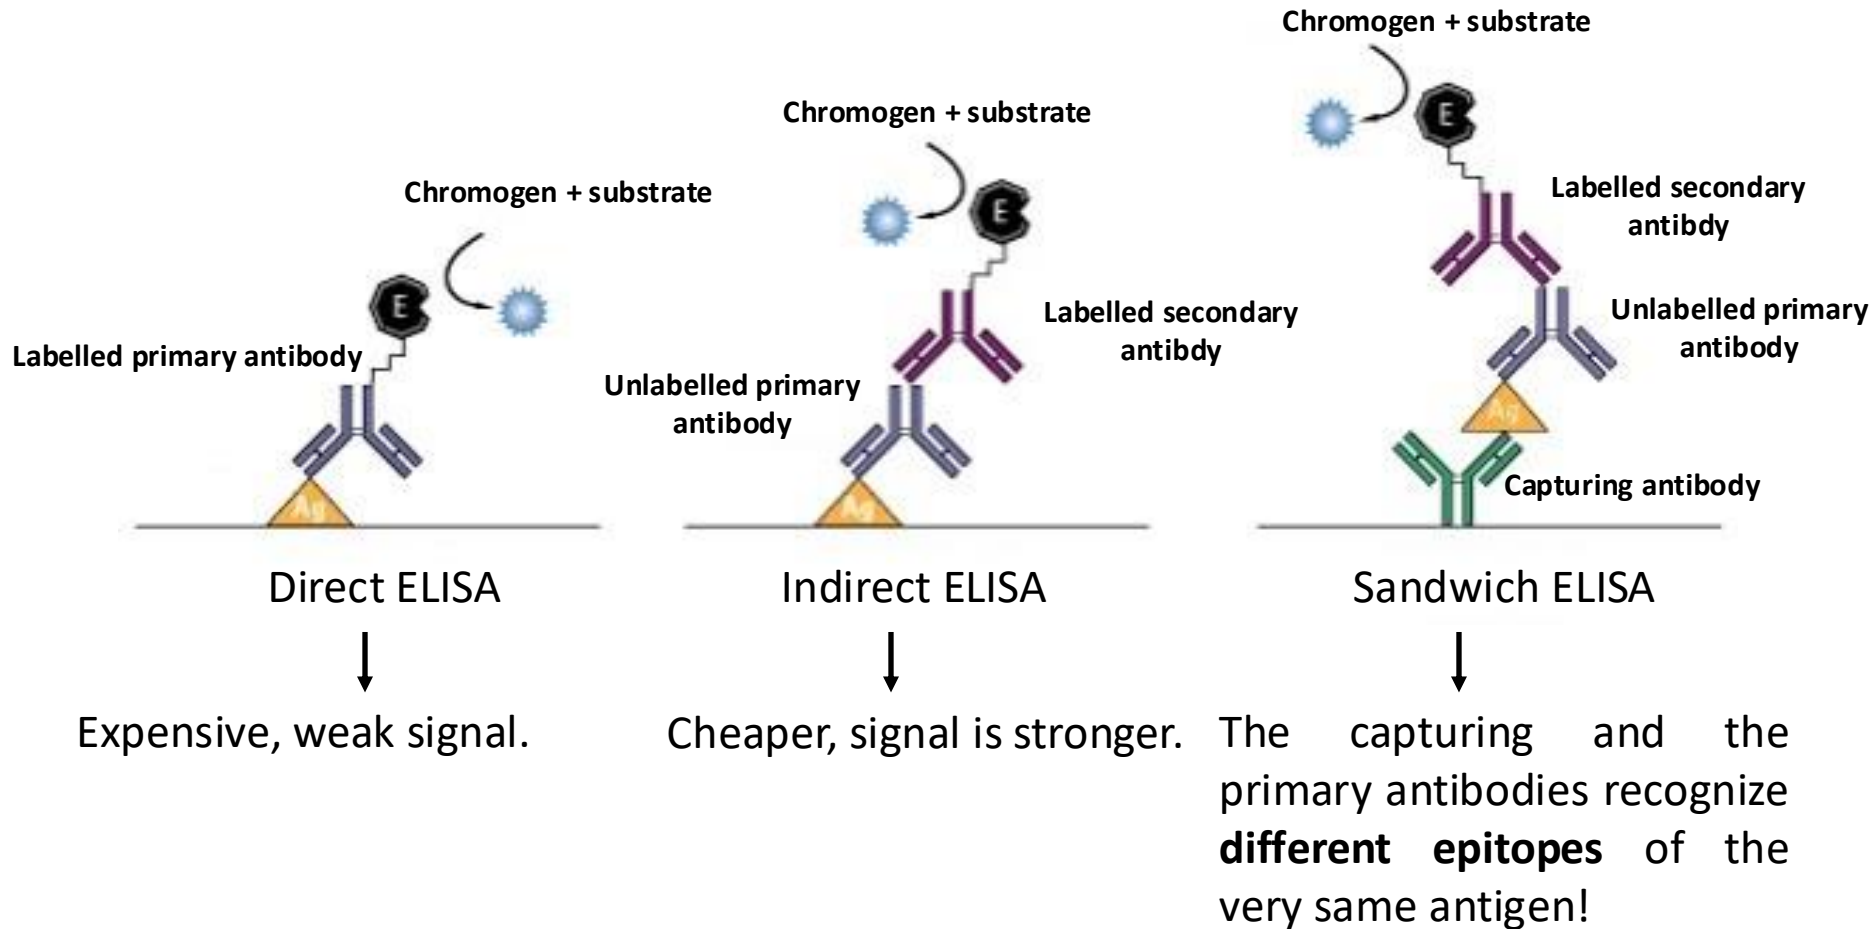 Chromogen + substrate
E
Labelled primary antibody
Ag
Direct ELISA
Expensive, weak signal.
Chromogen + substrate
E
Labelled secondary
antibdy
Unlabelled primary
antibody
Ag
Indirect ELISA
Cheaper, signal is stronger.
Chromogen + substrate
E
Labelled secondary
antibdy
Unlabelled primary
antibody
Ag
Capturing antibody
Sandwich ELISA
The capturing and the
primary antibodies recognize
different epitopes of the
very same antigen!